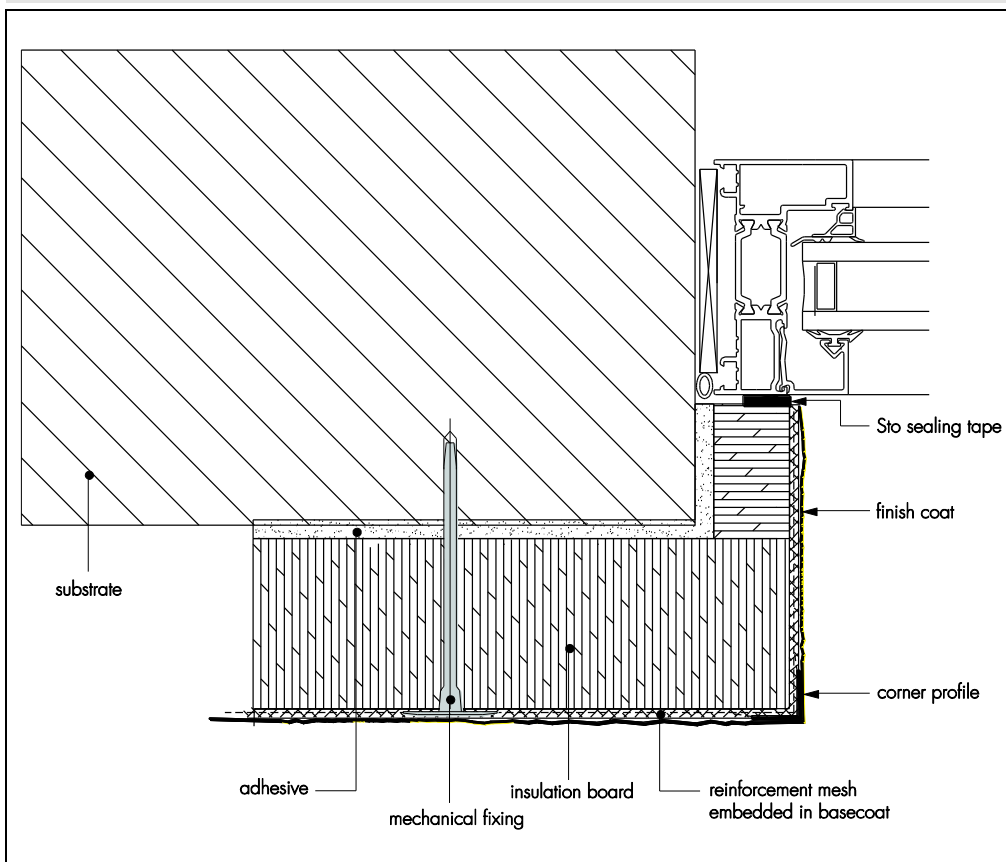 Sto sealing tape
finish coat
substrate
corner profile
adhesive
insulation board
reinforcement mesh
embedded in basecoat
mechanical fixing